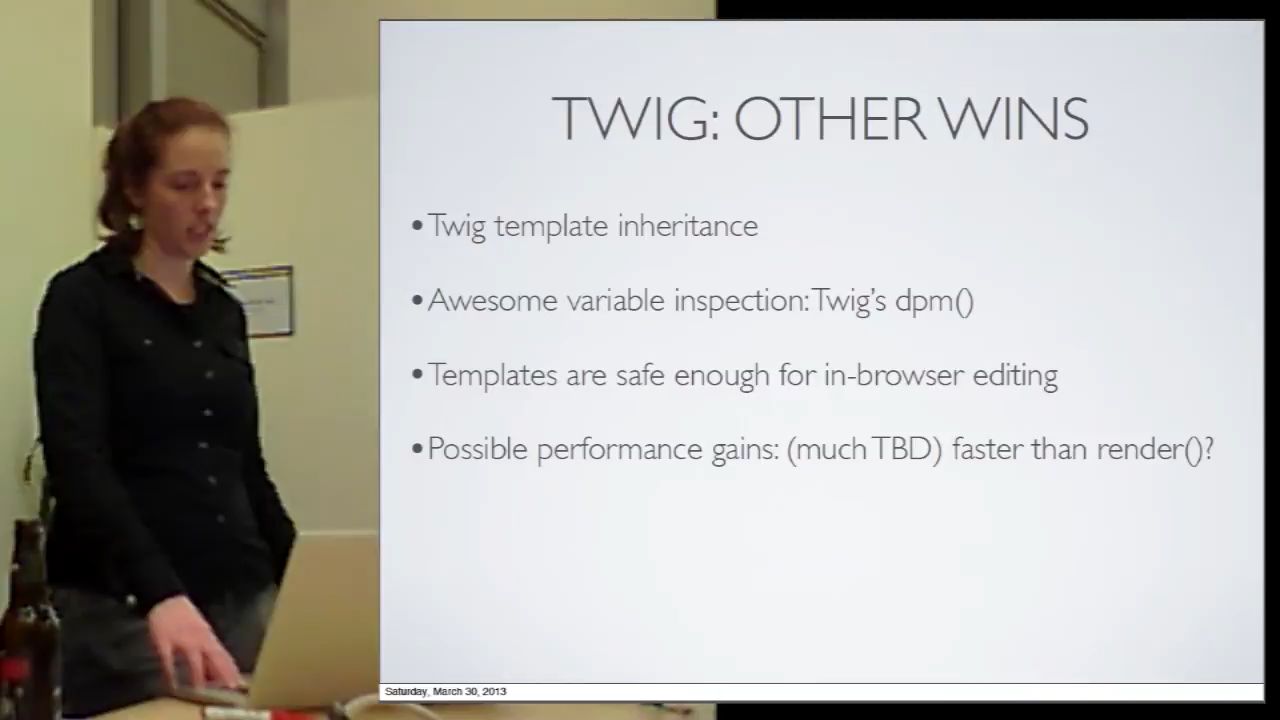 TWIG: OTHER WINS
• Twig template inheritance
• Awesome variable inspection: Twig's dpm()
• Templates are safe enough for in-browser editing
• Possible performance gains: (much TBD) faster than render()?
Saturday, March 30, 2013